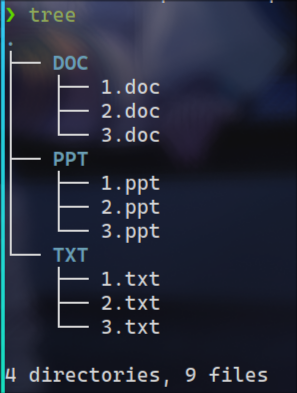 ❯ tree
.
├── DOC
│   ├── 1.doc
│   ├── 2.doc
│   └── 3.doc
├── PPT
│   ├── 1.ppt
│   ├── 2.ppt
│   └── 3.ppt
└── TXT
    ├── 1.txt
    ├── 2.txt
    └── 3.txt
4 directories, 9 files